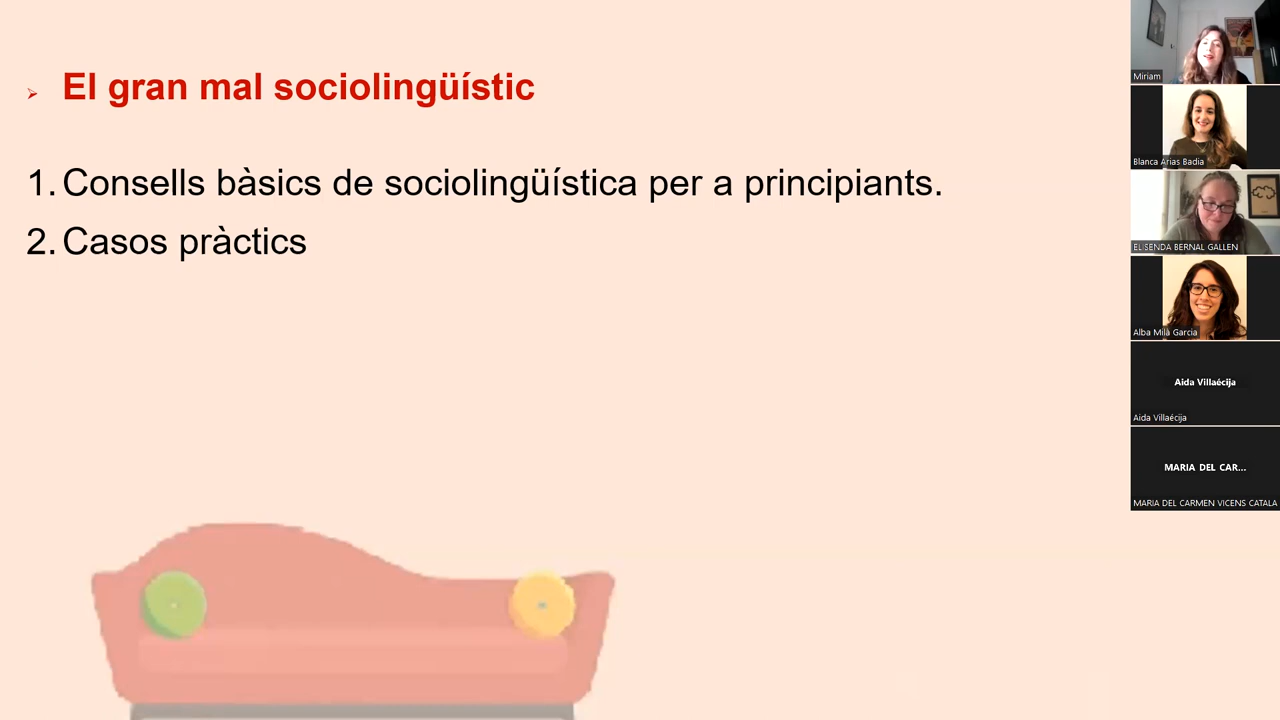 El gran mal sociolingüístic
1. Consells bàsics de sociolingüística per a principiants.
2. Casos pràctics
Miriam
Blanca Arias Badia
ELISENDA BERNAL GALLEN
Alba Milà Garcia
Aida Villaécija
Aida Villaécija
MARIA DEL CAR...
MARIA DEL CARMEN VICENS CATALA